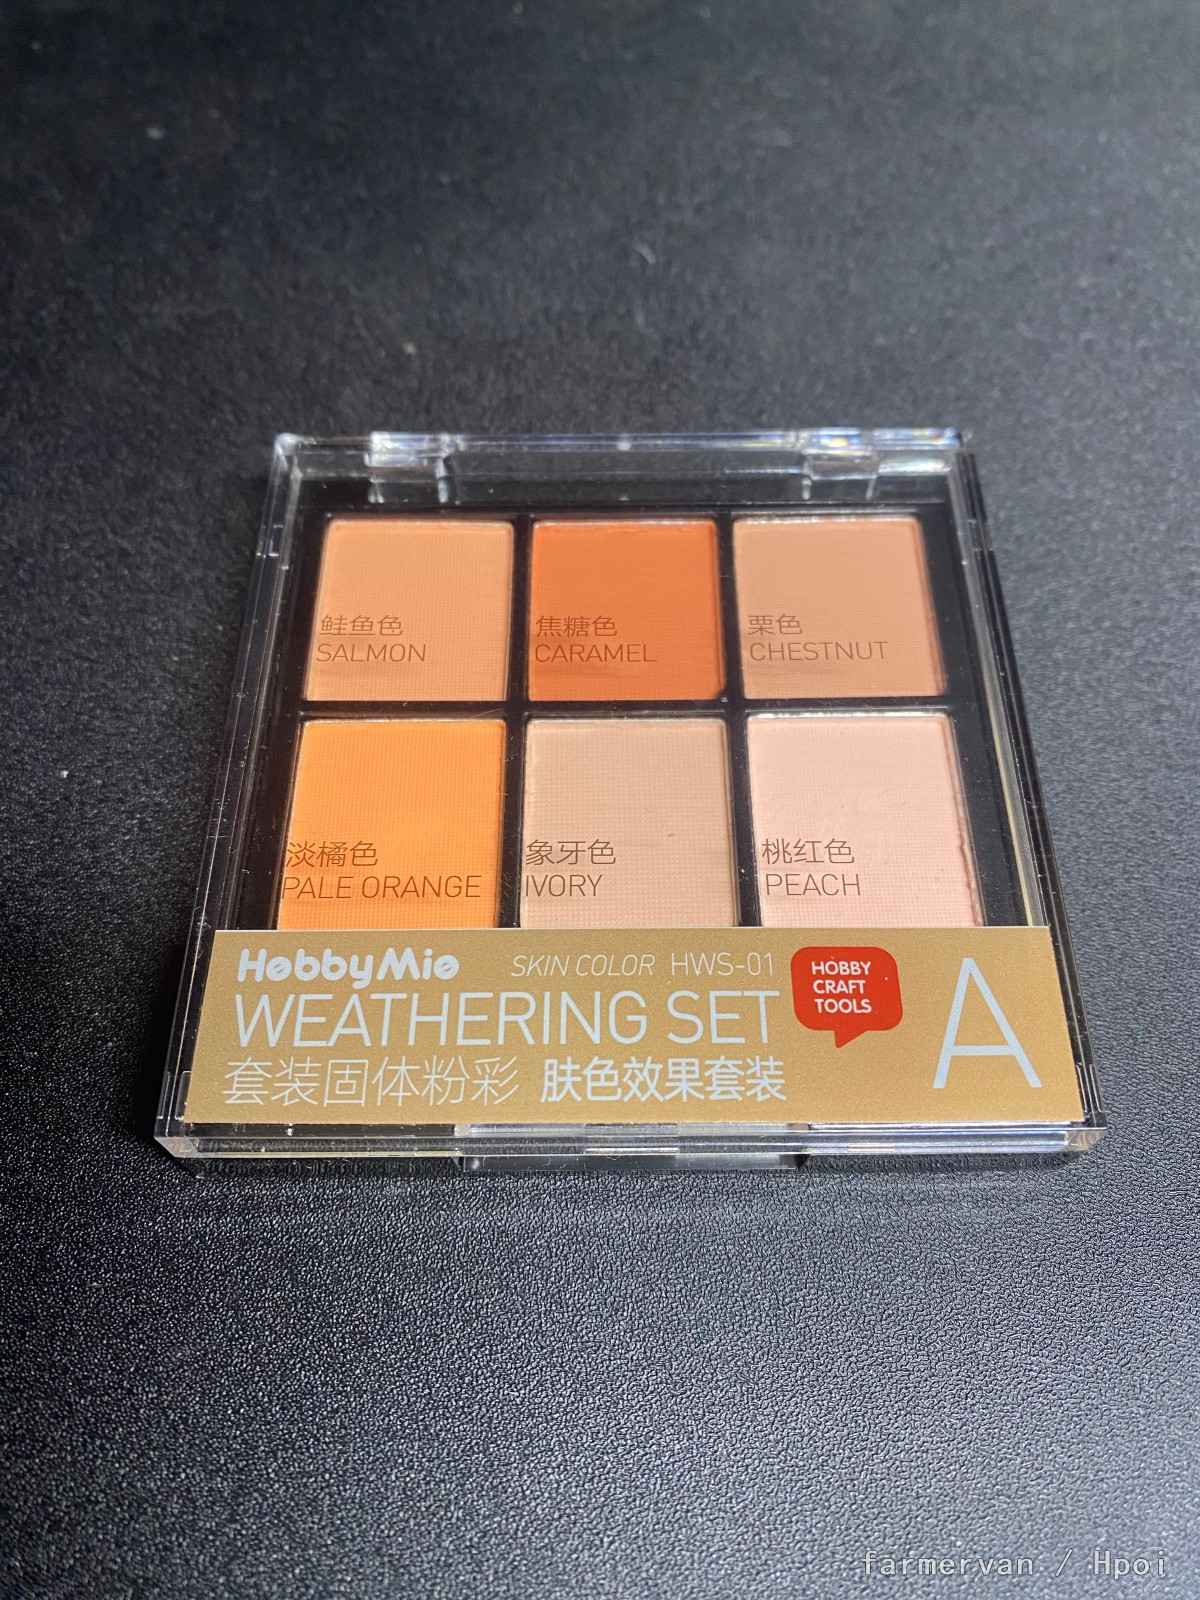 鲑鱼色
SALMON
焦糖色
CARAMEL
栗色
CHESTNUT
淡橘色
PALE ORANGE
象牙色
IVORY
桃红色
PEACH
HobbyMio
SKIN COLOR HWS-01
WEATHERING SET
套装固体粉彩 肤色效果套装
HOBBY
CRAFT
TOOLS
A
farmervan / Hpoi